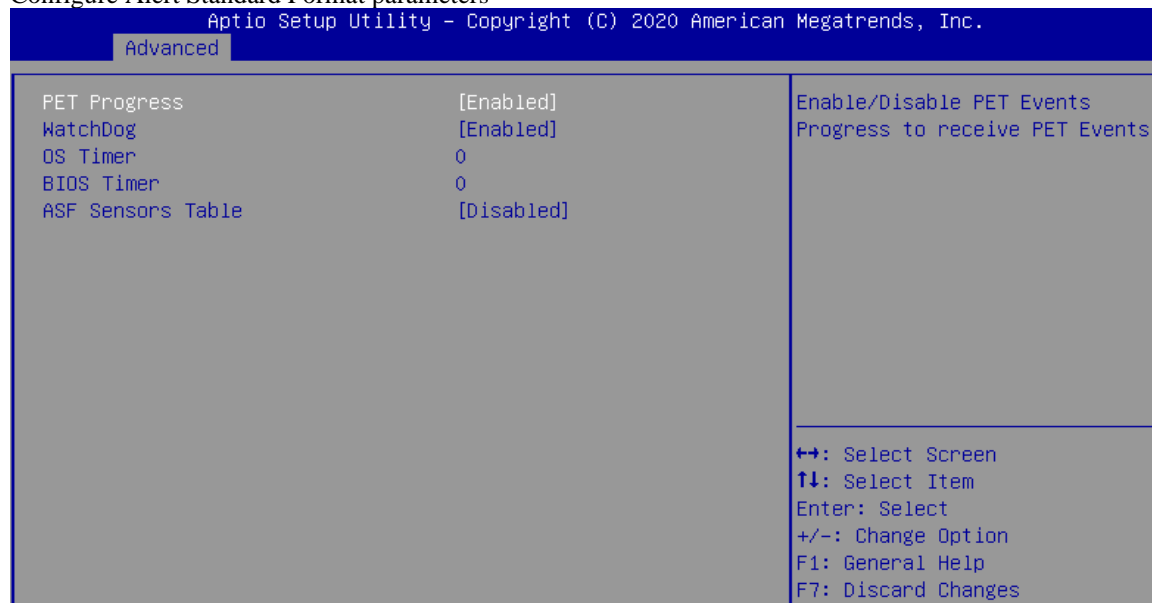 Configure Alert Standard Format parameters
Aptio Setup Utility – Copyright (C) 2020 American Megatrends, Inc.
Advanced
PET Progress [Enabled]
WatchDog [Enabled]
OS Timer 0
BIOS Timer 0
ASF Sensors Table [Disabled]
Enable/Disable PET Events
Progress to receive PET Events
↔: Select Screen
↑↓: Select Item
Enter: Select
+/-: Change Option
F1: General Help
F7: Discard Changes